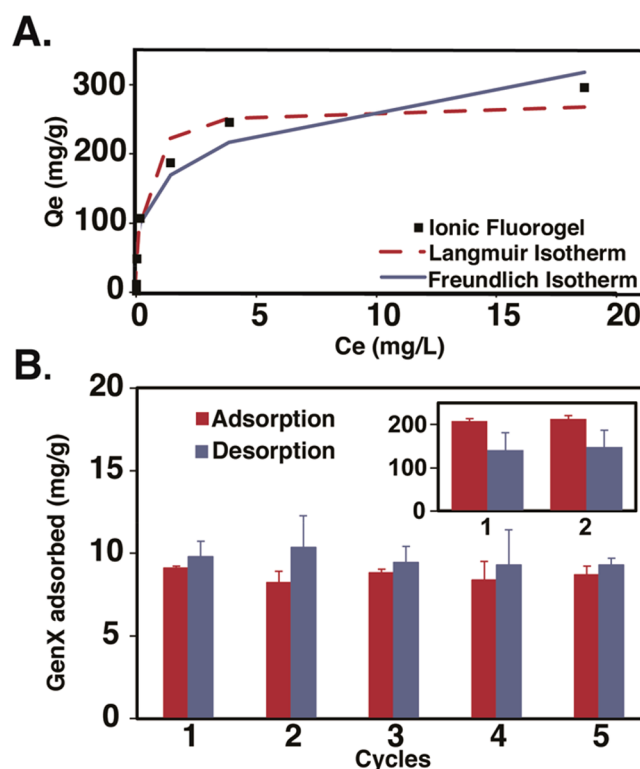 A.
Qe (mg/g)
300
200
100
0
Ionic Fluorogel
Langmuir Isotherm
Freundlich Isotherm
0 5 10 15 20
Ce (mg/L)
B.
GenX adsorbed (mg/g)
20
15
10
5
0
Adsorption
Desorption
200
100
0
1 2
1 2 3 4 5
Cycles